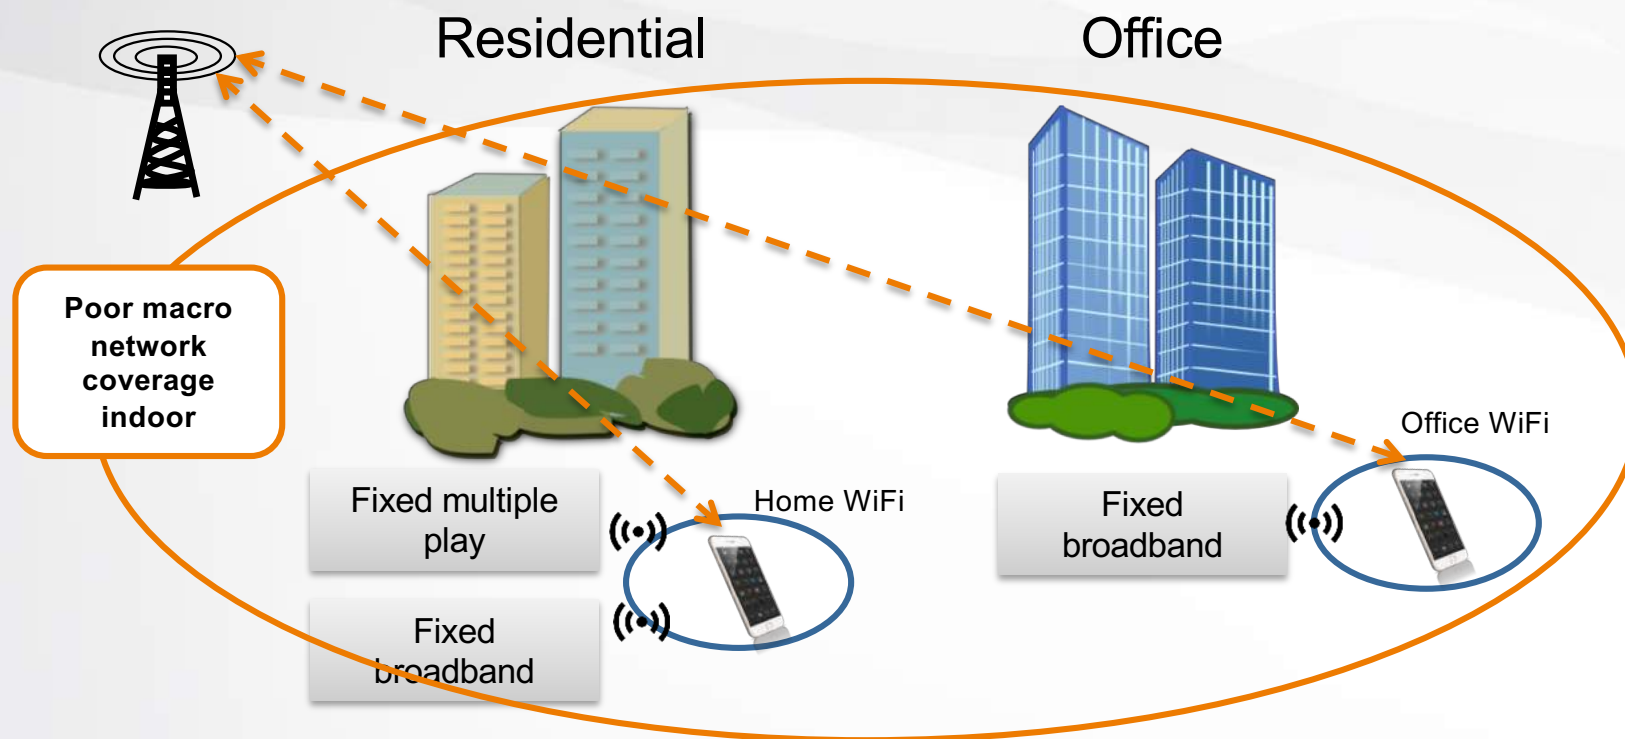 Residential
Office
Poor macro
network
coverage
indoor
Office WiFi
Fixed multiple
play
Home WiFi
Fixed
broadband
Fixed
broadband